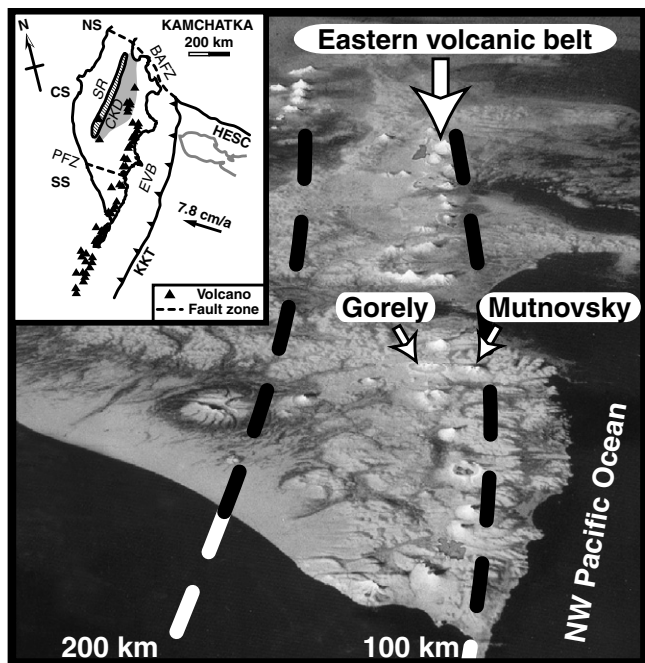 NS
KAMCHATKA
200 km
N
BAFZ
CS
SR
CKD
HESC
PFZ
SS
EVB
7.8 cm/a
KKT
Volcano
Fault zone
Eastern volcanic belt
Gorely
Mutnovsky
NW Pacific Ocean
200 km
100 km